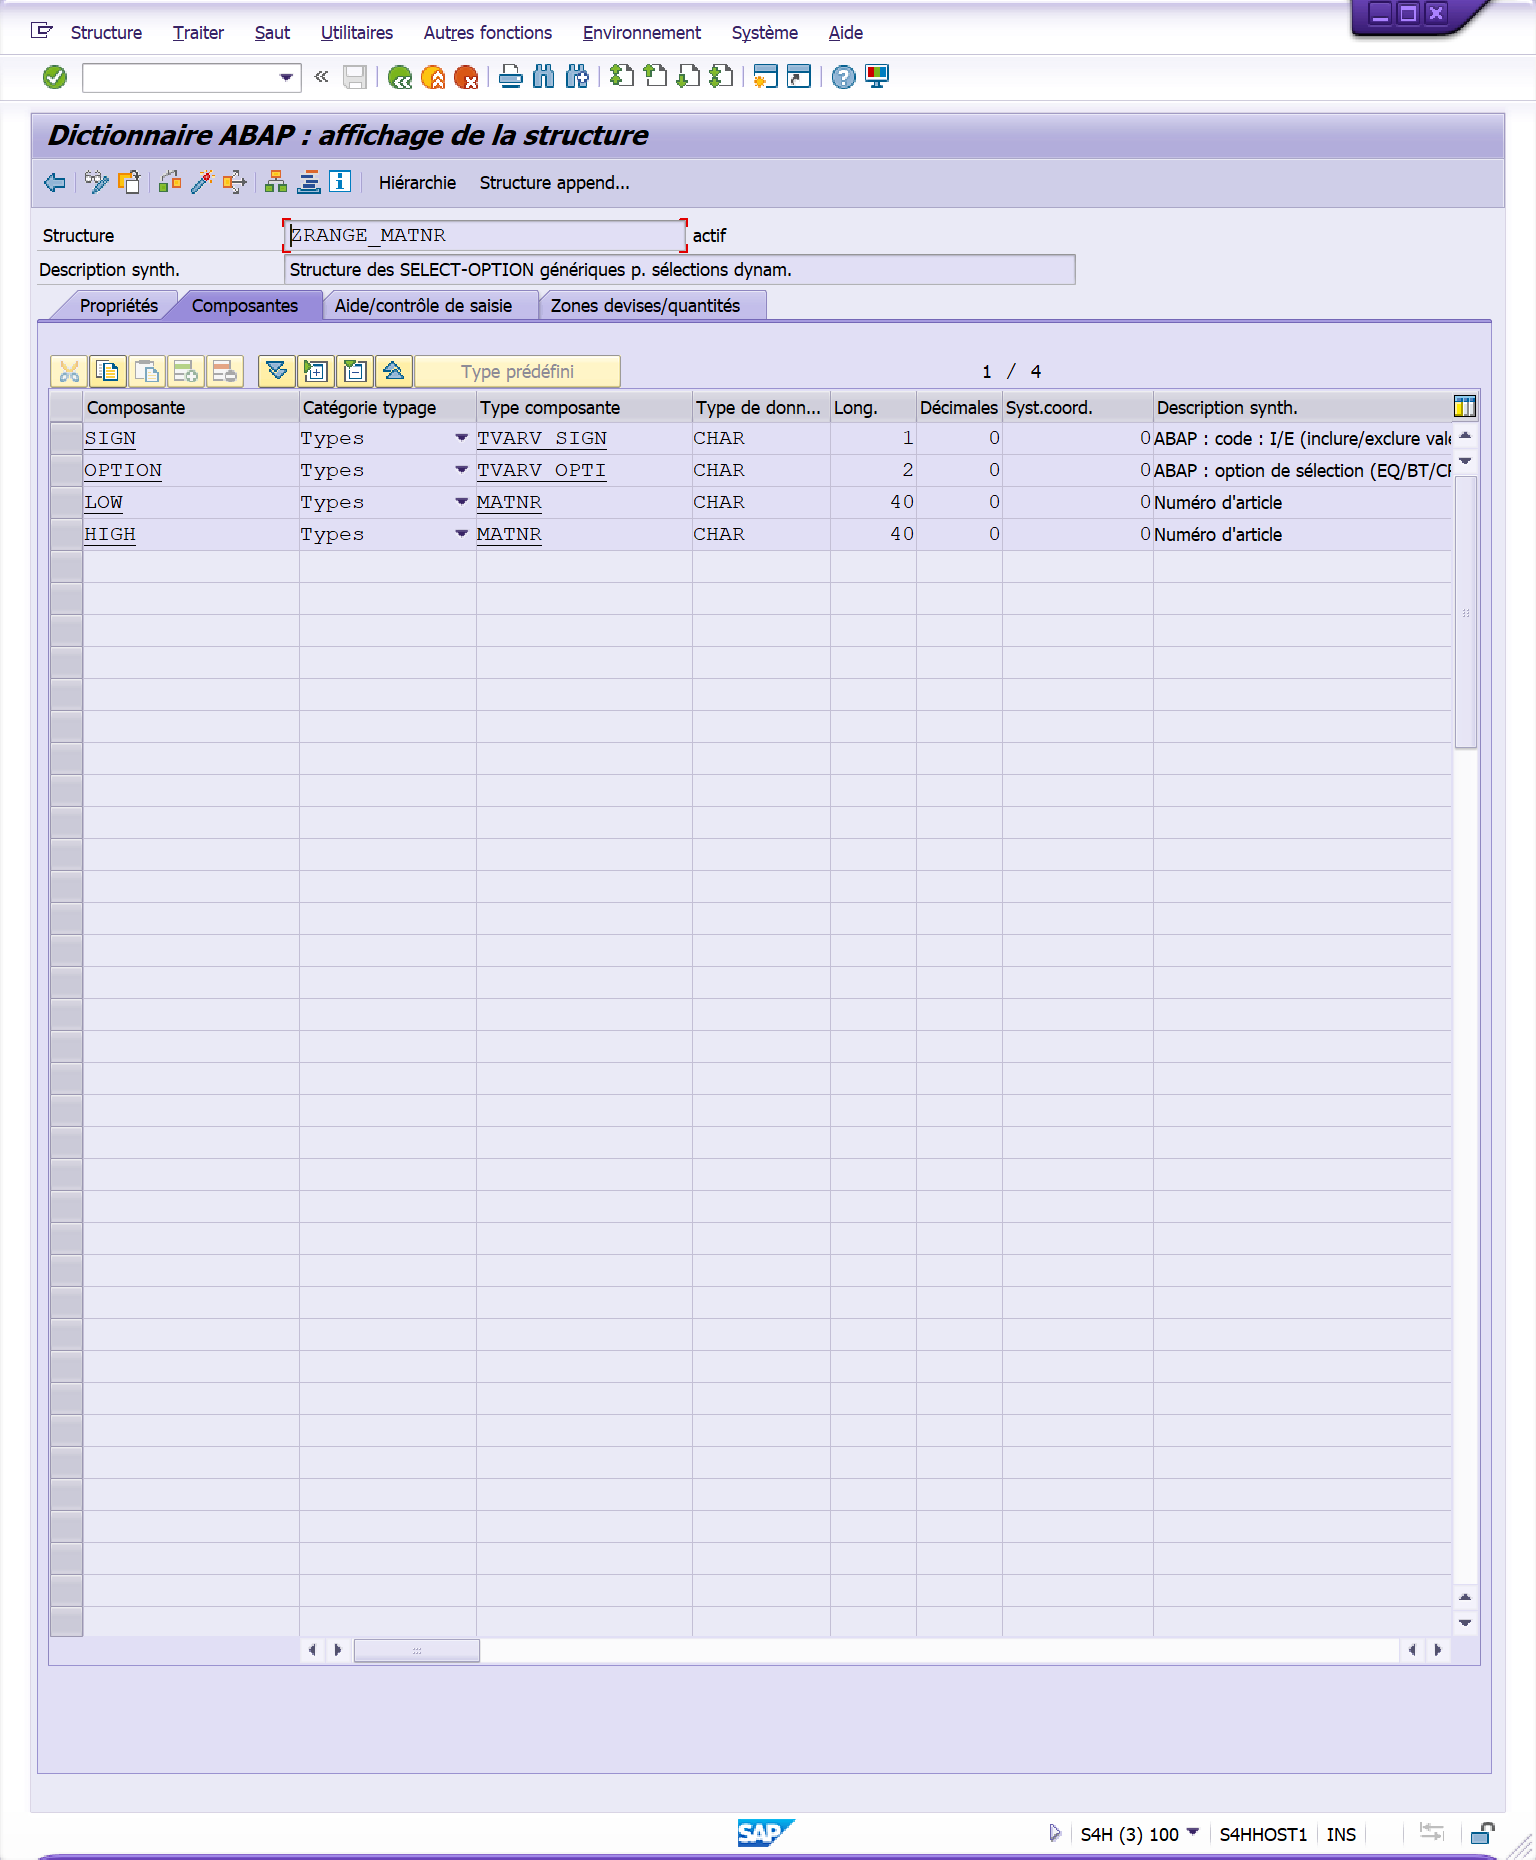 Structure Traiter Saut Utilitaires Autres fonctions Environnement Système Aide
Dictionnaire ABAP : affichage de la structure
Hiérarchie Structure append...
Structure ZRANGE_MATNR actif
Description synth. Structure des SELECT-OPTION génériques p. sélections dynam.
Propriétés Composantes Aide/contrôle de saisie Zones devises/quantités
Type prédéfini 1 / 4
Composante Catégorie typage Type composante Type de donn... Long. Décimales Syst.coord. Description synth.
SIGN Types TVARV_SIGN CHAR 1 0 0 ABAP : code : I/E (inclure/exclure vale
OPTION Types TVARV_OPTI CHAR 2 0 0 ABAP : option de sélection (EQ/BT/CP
LOW Types MATNR CHAR 40 0 0 Numéro d'article
HIGH Types MATNR CHAR 40 0 0 Numéro d'article
SAP S4H (3) 100 S4HHOST1 INS